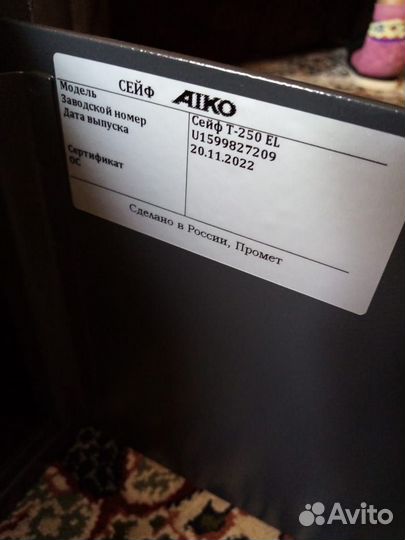 СЕЙФ AIKO
Модель Сейф Т-250 EL
Заводской номер U1599827209
Дата выпуска 20.11.2022
Сертификат
ОС
Сделано в России, Промет
Avito